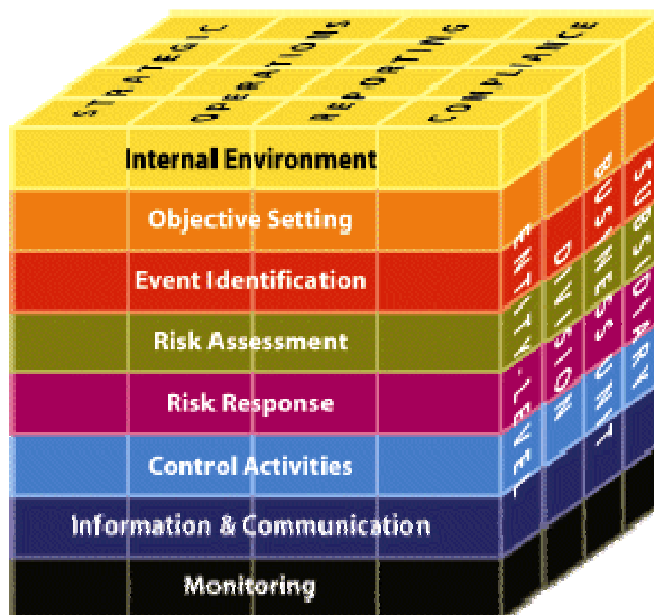 STRATEGIC
OPERATIONS
REPORTING
COMPLIANCE
Internal Environment
Objective Setting
Event Identification
Risk Assessment
Risk Response
Control Activities
Information & Communication
Monitoring
ENTITY-LEVEL
DIVISION
BUSINESS UNIT
SUBSIDIARY